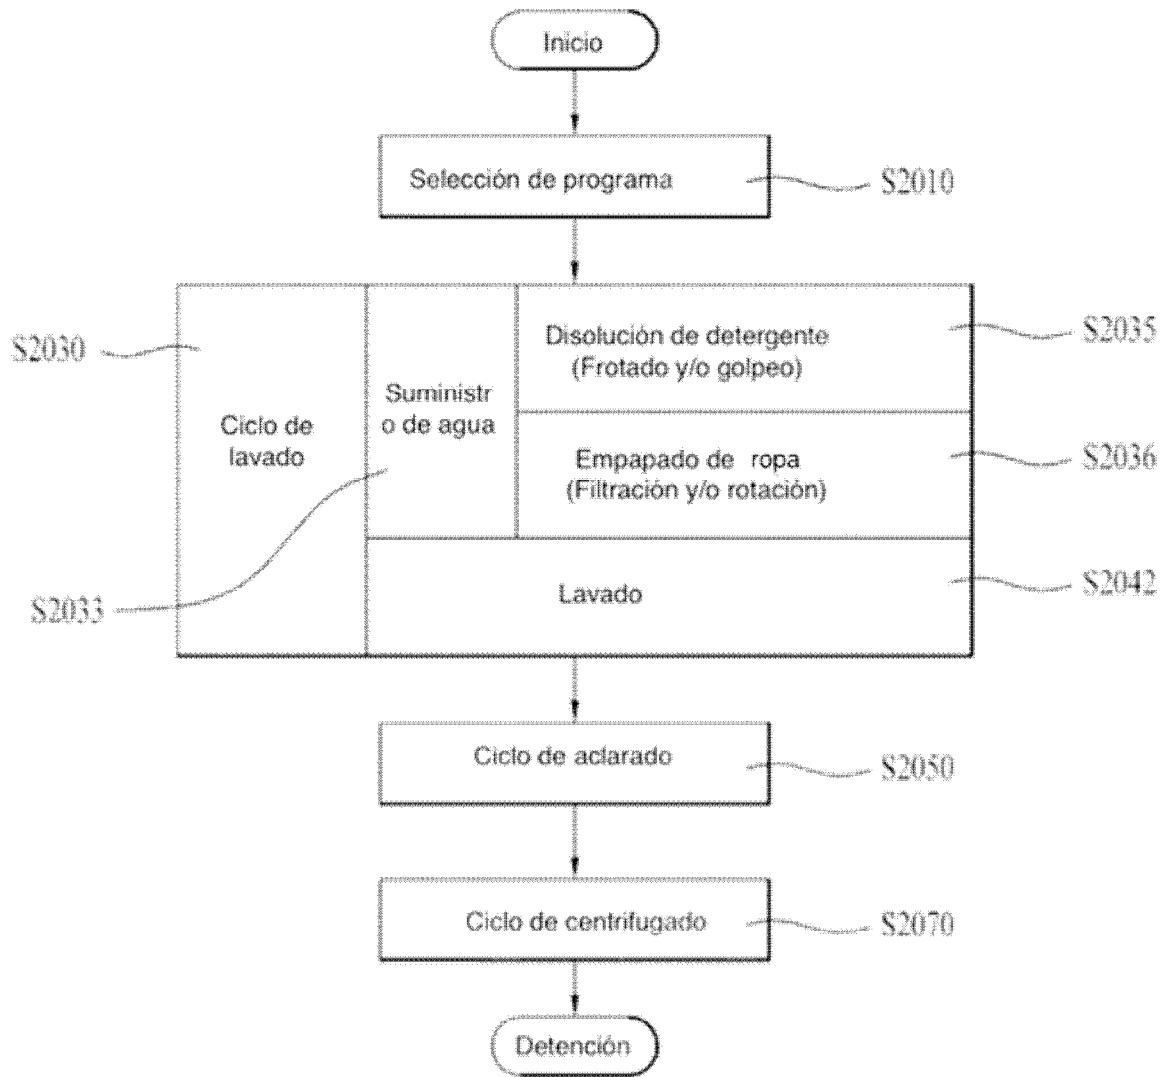 Inicio
Selección de programa
S2010
S2030
Ciclo de
lavado
Suministr
o de agua
S2033
Disolución de detergente
(Frotado y/o golpeo)
S2035
Empapado de ropa
(Filtración y/o rotación)
S2036
Lavado
S2042
Ciclo de aclarado
S2050
Ciclo de centrifugado
S2070
Detención